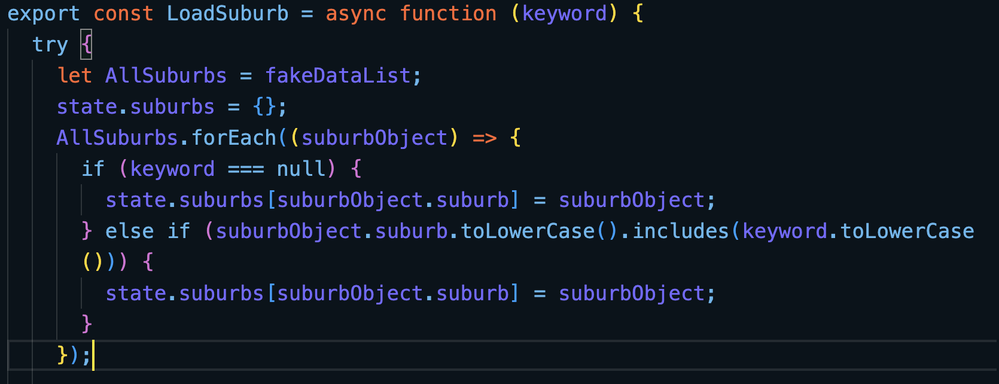 export const LoadSuburb = async function (keyword) {
try {
let AllSuburbs = fakeDataList;
state.suburbs = {};
AllSuburbs.forEach((suburbObject) => {
if (keyword === null) {
state.suburbs[suburbObject.suburb] = suburbObject;
} else if (suburbObject.suburb.toLowerCase().includes(keyword.toLowerCase
())) {
state.suburbs[suburbObject.suburb] = suburbObject;
}
});